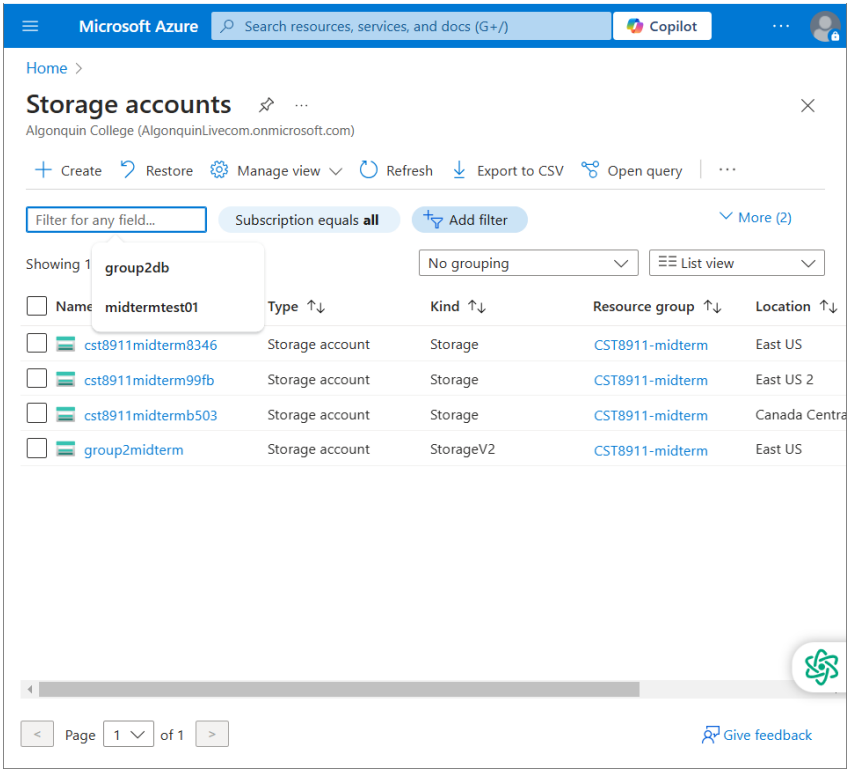 Microsoft Azure Search resources, services, and docs (G+/) Copilot ...
Home >
Storage accounts ...
Algonquin College (AlgonquinLivecom.onmicrosoft.com)
+ Create Restore Manage view Refresh Export to CSV Open query ...
Filter for any field... Subscription equals all Add filter More (2)
Showing 1 No grouping List view
group2db
midtermtest01
Name Type ↑↓ Kind ↑↓ Resource group ↑↓ Location ↑↓
cst8911midterm8346 Storage account Storage CST8911-midterm East US
cst8911midterm99fb Storage account Storage CST8911-midterm East US 2
cst8911midtermb503 Storage account Storage CST8911-midterm Canada Centra
group2midterm Storage account StorageV2 CST8911-midterm East US
< Page 1 of 1 > Give feedback